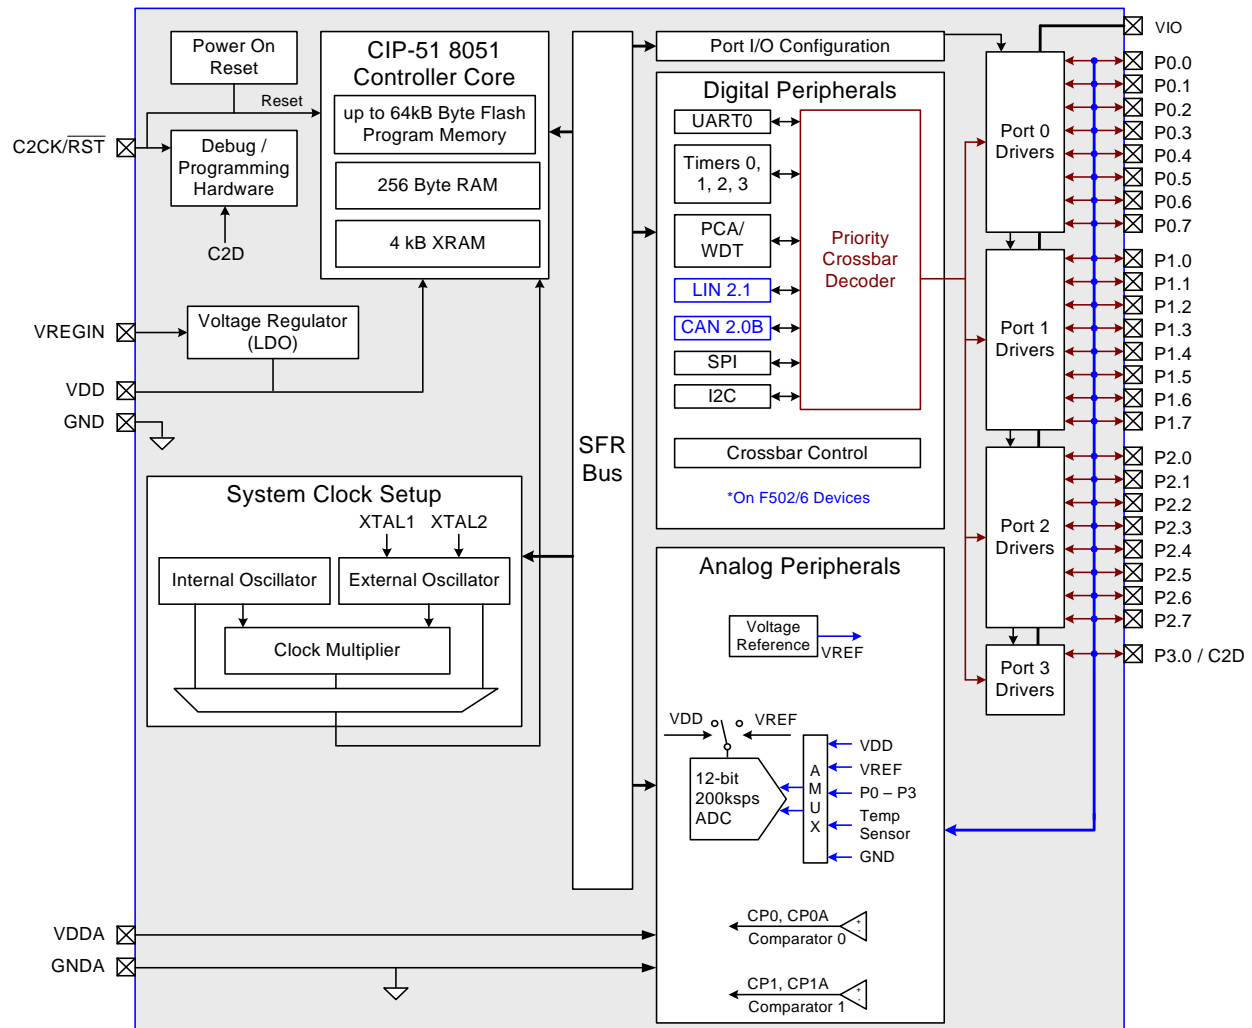 Power On
Reset
Reset
C2CK/RST
Debug /
Programming
Hardware
C2D
CIP-51 8051
Controller Core
up to 64kB Byte Flash
Program Memory
256 Byte RAM
4 kB XRAM
VREGIN
Voltage Regulator
(LDO)
VDD
GND
System Clock Setup
XTAL1
XTAL2
Internal Oscillator
External Oscillator
Clock Multiplier
SFR
Bus
Port I/O Configuration
Digital Peripherals
UART0
Timers 0,
1, 2, 3
PCA/
WDT
LIN 2.1
CAN 2.0B
SPI
I2C
Priority
Crossbar
Decoder
Crossbar Control
*On F502/6 Devices
Analog Peripherals
Voltage
Reference
VREF
VDD
VREF
12-bit
200ksps
ADC
A
M
U
X
VDD
VREF
P0 – P3
Temp
Sensor
GND
CP0, CP0A
Comparator 0
+
-
CP1, CP1A
Comparator 1
+
-
VDDA
GNDA
Port 0
Drivers
Port 1
Drivers
Port 2
Drivers
Port 3
Drivers
VIO
P0.0
P0.1
P0.2
P0.3
P0.4
P0.5
P0.6
P0.7
P1.0
P1.1
P1.2
P1.3
P1.4
P1.5
P1.6
P1.7
P2.0
P2.1
P2.2
P2.3
P2.4
P2.5
P2.6
P2.7
P3.0 / C2D